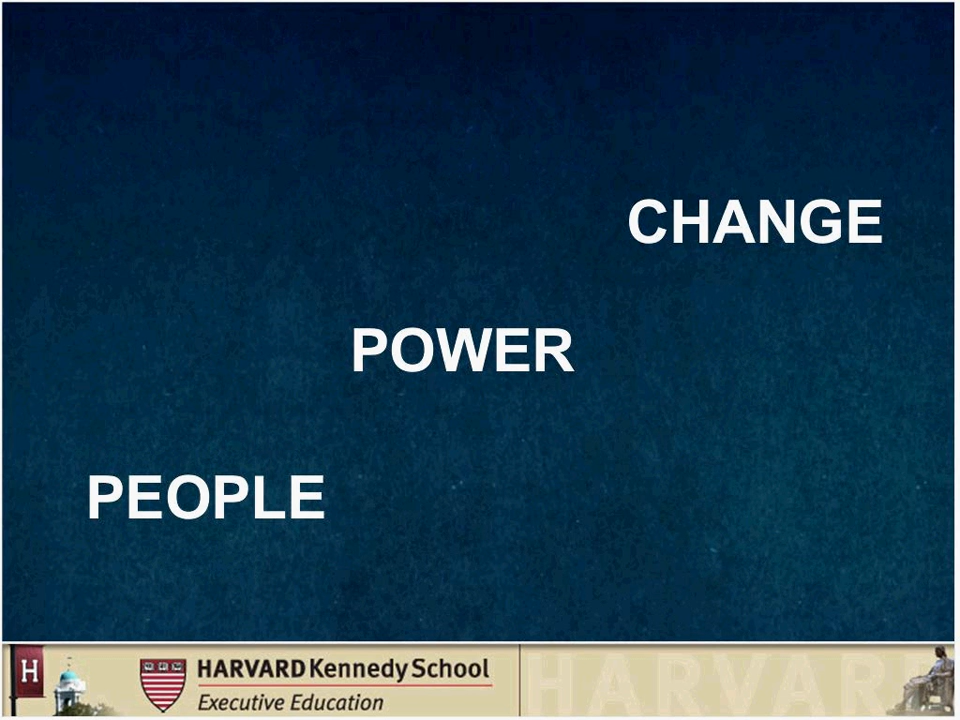 CHANGE
POWER
PEOPLE
H
HARVARD Kennedy School
Executive Education
HARVARD